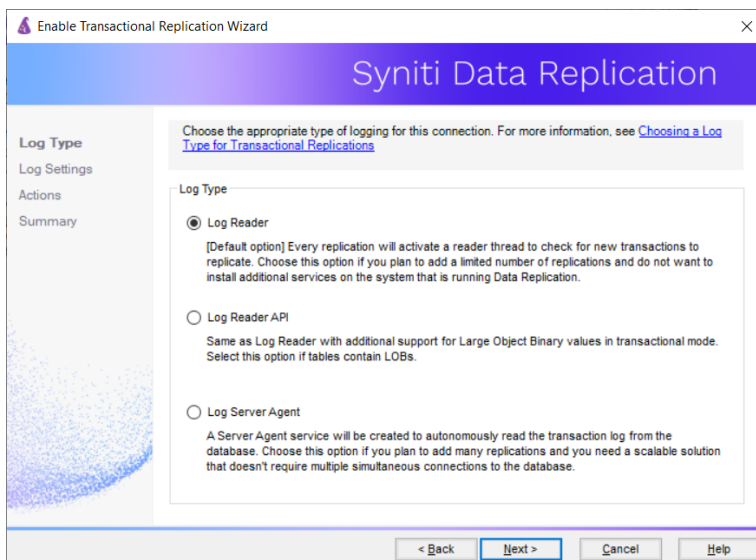 Enable Transactional Replication Wizard
Syniti Data Replication
Log Type
Log Settings
Actions
Summary
Choose the appropriate type of logging for this connection. For more information, see Choosing a Log
Type for Transactional Replications
Log Type
Log Reader
[Default option] Every replication will activate a reader thread to check for new transactions to
replicate. Choose this option if you plan to add a limited number of replications and do not want to
install additional services on the system that is running Data Replication.
Log Reader API
Same as Log Reader with additional support for Large Object Binary values in transactional mode.
Select this option if tables contain LOBs.
Log Server Agent
A Server Agent service will be created to autonomously read the transaction log from the
database. Choose this option if you plan to add many replications and you need a scalable solution
that doesn't require multiple simultaneous connections to the database.
< Back Next > Cancel Help